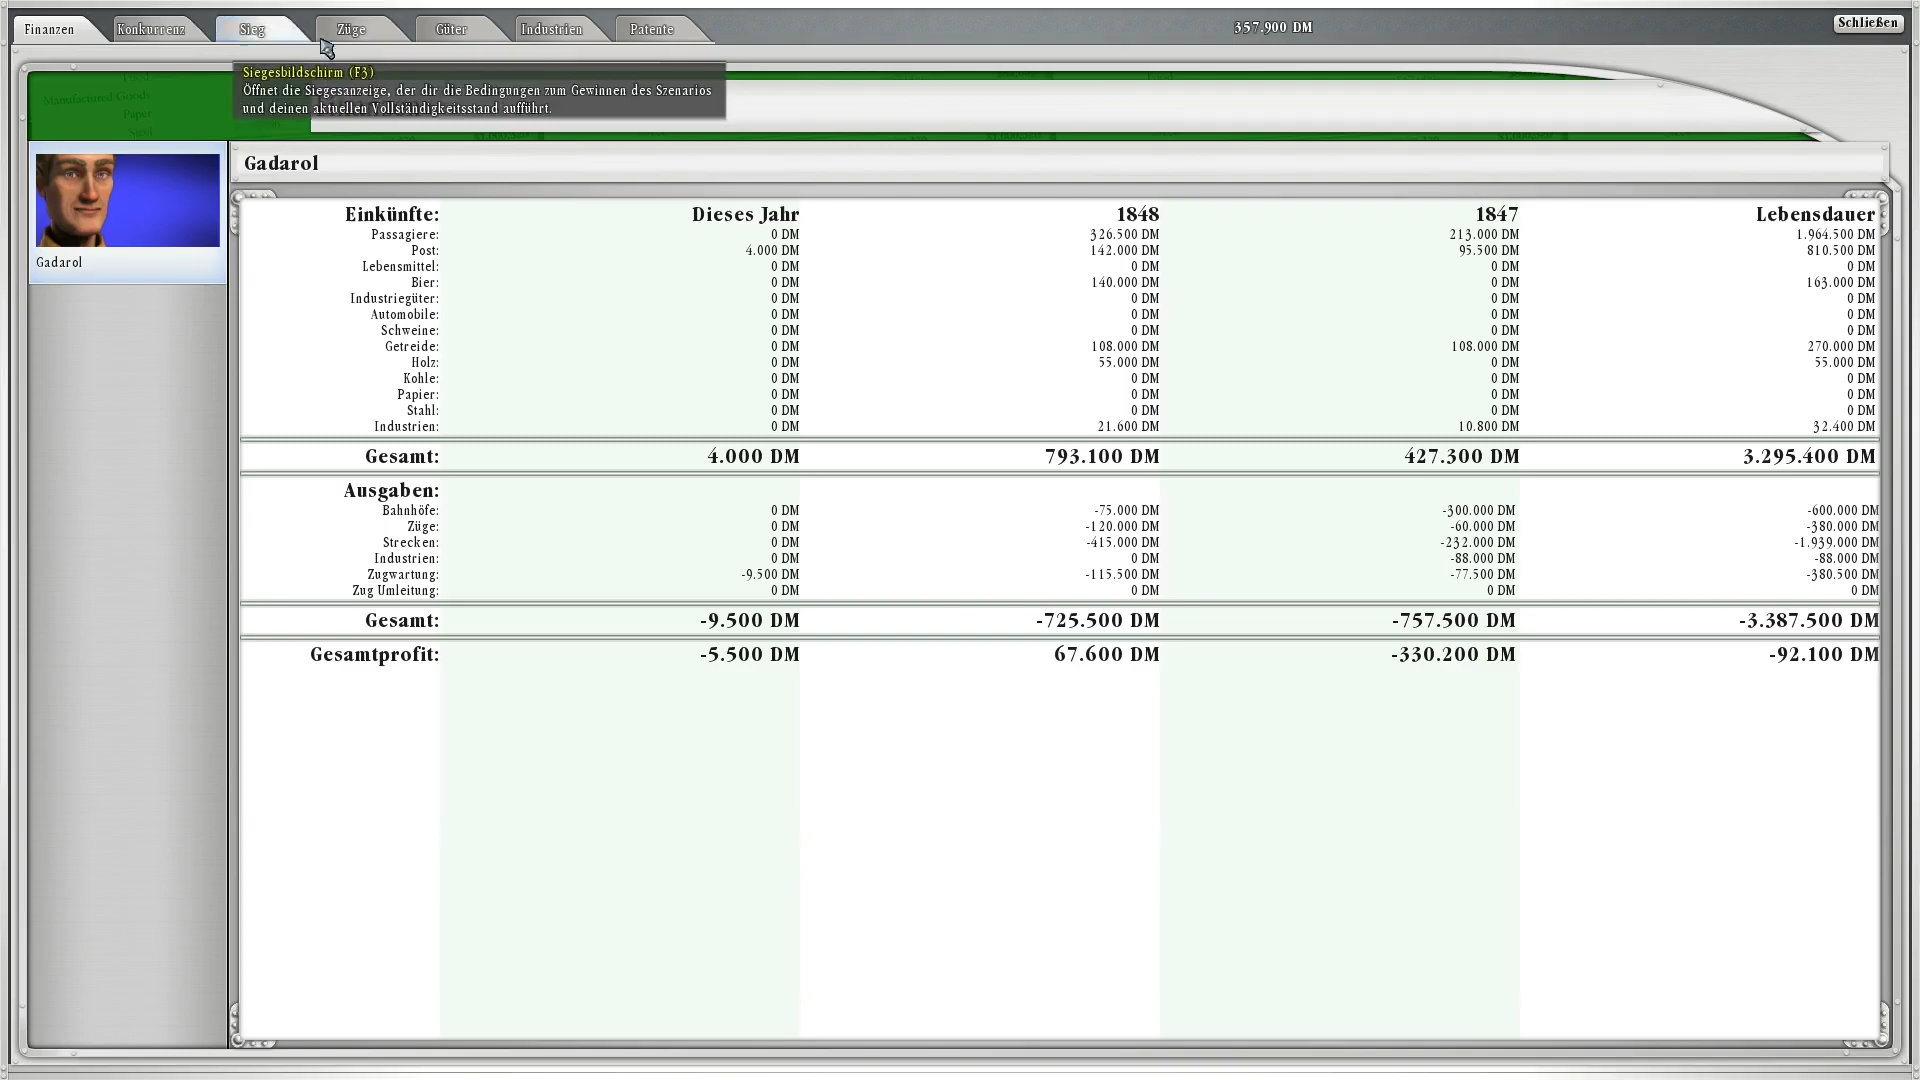 Finanzen Konkurrenz Sieg Züge Güter Industrien Patente 357.900 DM Schließen
Siegesbildschirm (F3)
Öffnet die Siegesanzeige, der dir die Bedingungen zum Gewinnen des Szenarios
und deinen aktuellen Vollständigkeitsstand aufführt.
Manufactured Goods
Paper
Steel
Gadarol
Gadarol
Einkünfte: Dieses Jahr 1848 1847 Lebensdauer
Passagiere: 0 DM 326.500 DM 213.000 DM 1.964.500 DM
Post: 4.000 DM 142.000 DM 95.500 DM 810.500 DM
Lebensmittel: 0 DM 0 DM 0 DM 0 DM
Bier: 0 DM 140.000 DM 0 DM 163.000 DM
Industriegüter: 0 DM 0 DM 0 DM 0 DM
Automobile: 0 DM 0 DM 0 DM 0 DM
Schweine: 0 DM 0 DM 0 DM 0 DM
Getreide: 0 DM 108.000 DM 108.000 DM 270.000 DM
Holz: 0 DM 55.000 DM 0 DM 55.000 DM
Kohle: 0 DM 0 DM 0 DM 0 DM
Papier: 0 DM 0 DM 0 DM 0 DM
Stahl: 0 DM 0 DM 0 DM 0 DM
Industrien: 0 DM 21.600 DM 10.800 DM 32.400 DM
Gesamt: 4.000 DM 793.100 DM 427.300 DM 3.295.400 DM
Ausgaben:
Bahnhöfe: 0 DM -75.000 DM -300.000 DM -600.000 DM
Züge: 0 DM -120.000 DM -60.000 DM -380.000 DM
Strecken: 0 DM -415.000 DM -232.000 DM -1.939.000 DM
Industrien: 0 DM 0 DM -88.000 DM -88.000 DM
Zugwartung: -9.500 DM -115.500 DM -77.500 DM -380.500 DM
Zug Umleitung: 0 DM 0 DM 0 DM 0 DM
Gesamt: -9.500 DM -725.500 DM -757.500 DM -3.387.500 DM
Gesamtprofit: -5.500 DM 67.600 DM -330.200 DM -92.100 DM